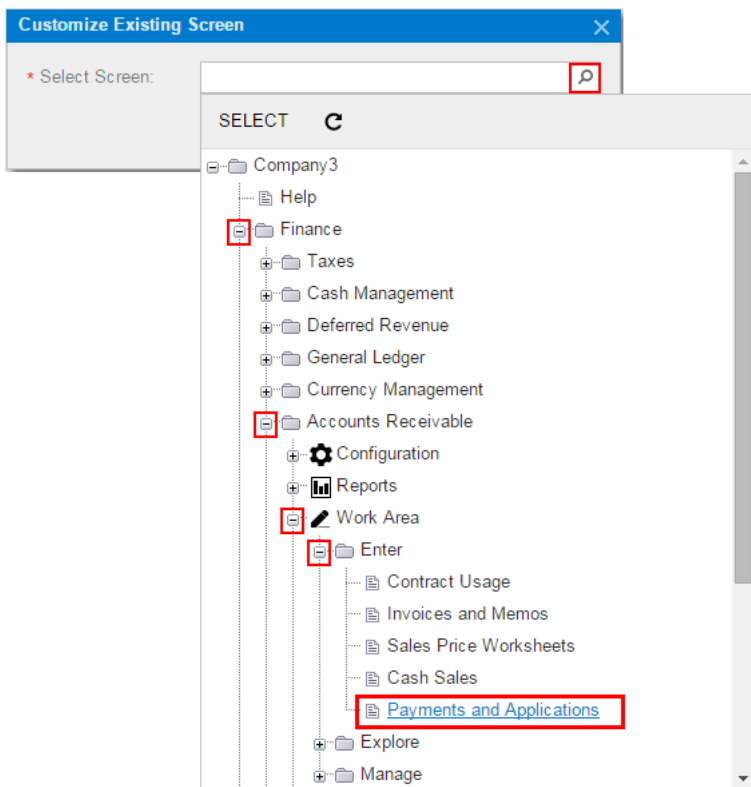 Customize Existing Screen
* Select Screen:
SELECT
Company3
Help
Finance
Taxes
Cash Management
Deferred Revenue
General Ledger
Currency Management
Accounts Receivable
Configuration
Reports
Work Area
Enter
Contract Usage
Invoices and Memos
Sales Price Worksheets
Cash Sales
Payments and Applications
Explore
Manage